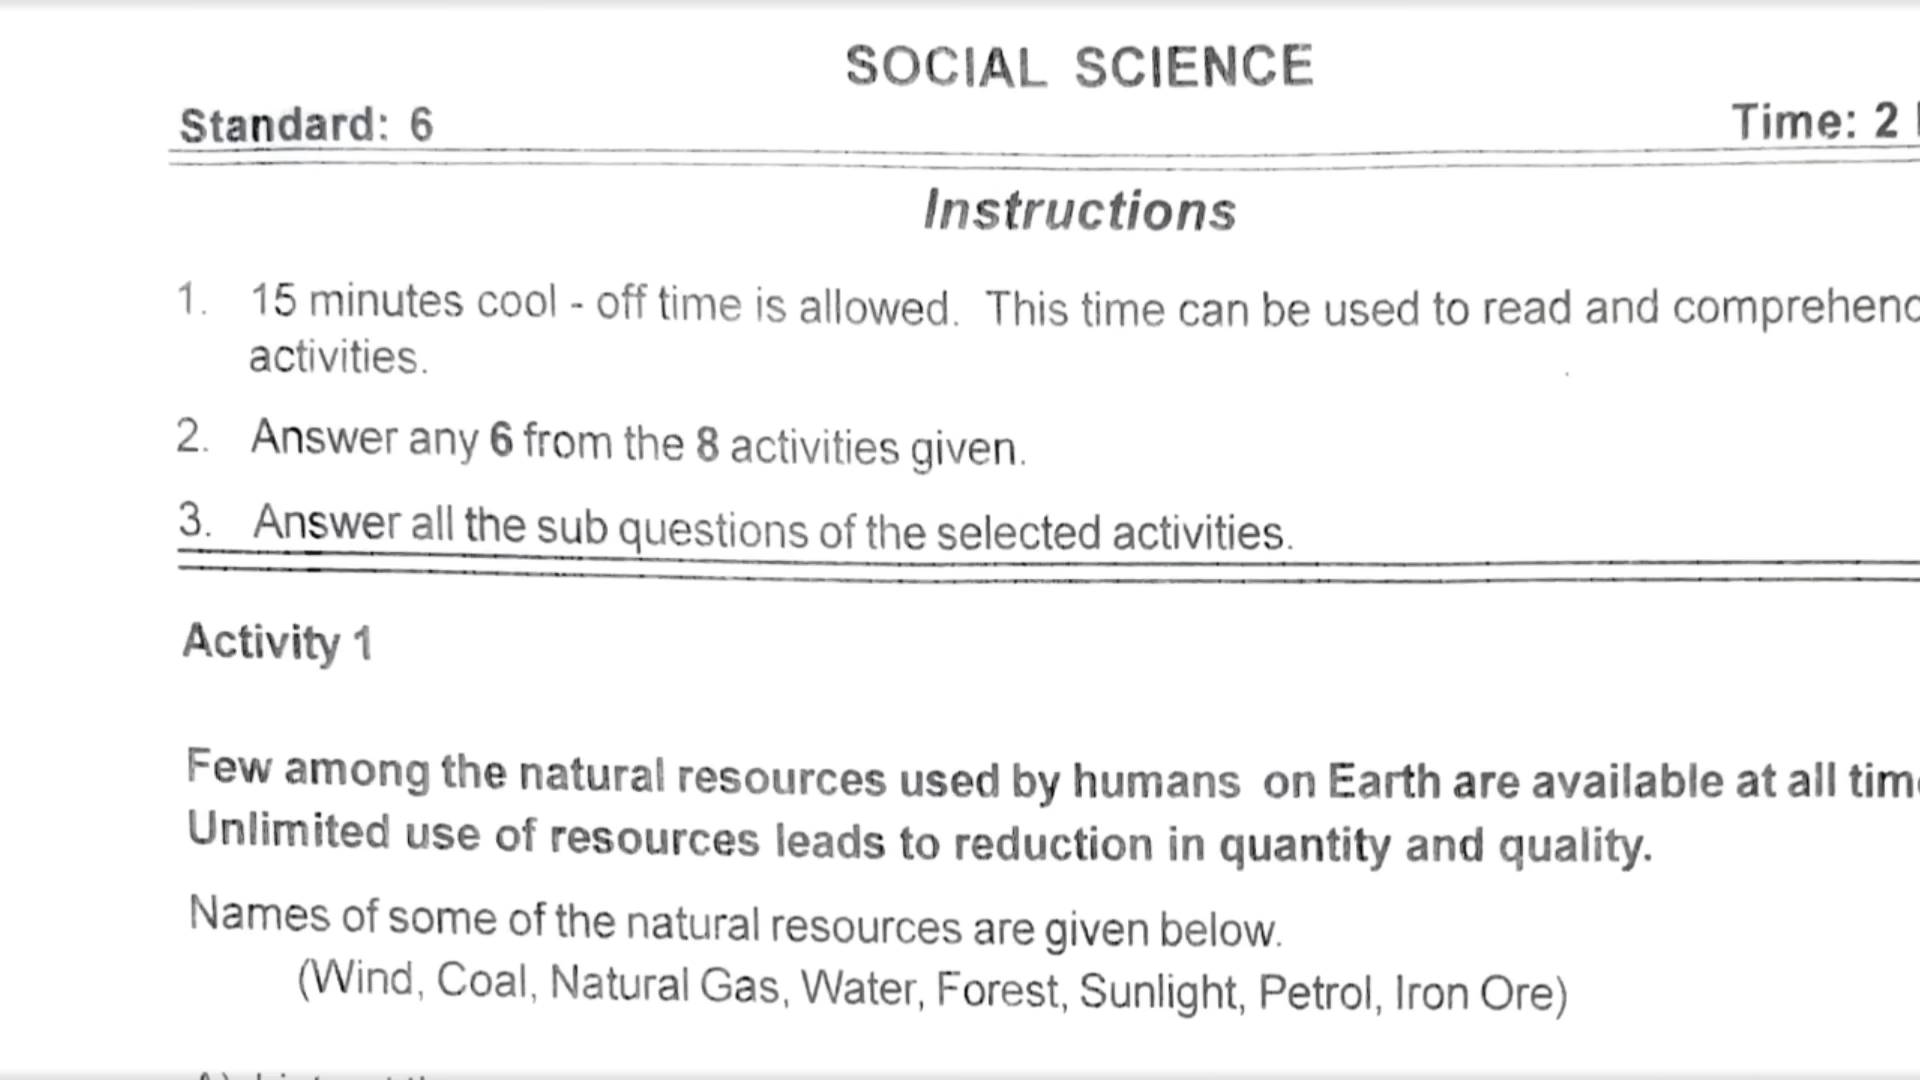 SOCIAL SCIENCE
Standard: 6
Time: 2
Instructions
1. 15 minutes cool - off time is allowed. This time can be used to read and
activities.
2. Answer any 6 from the 8 activities given.
3. Answer all the sub questions of the selected activities.
Activity 1
Few among the natural resources used by humans on Earth are available at all
Unlimited use of resources leads to reduction in quantity and quality.
Names of some of the natural resources are given below.
(Wind, Coal, Natural Gas, Water, Forest, Sunlight, Petrol, Iron Ore)